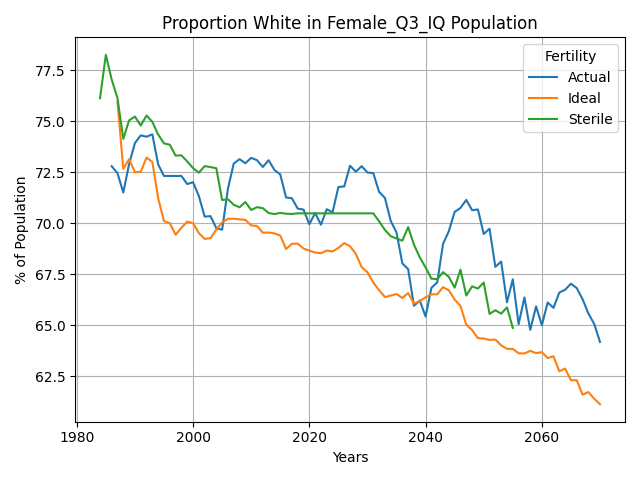 Proportion White in Female_Q3_IQ Population
% of Population
77.5
75.0
72.5
70.0
67.5
65.0
62.5
1980
2000
2020
2040
2060
Years
Fertility
Actual
Ideal
Sterile